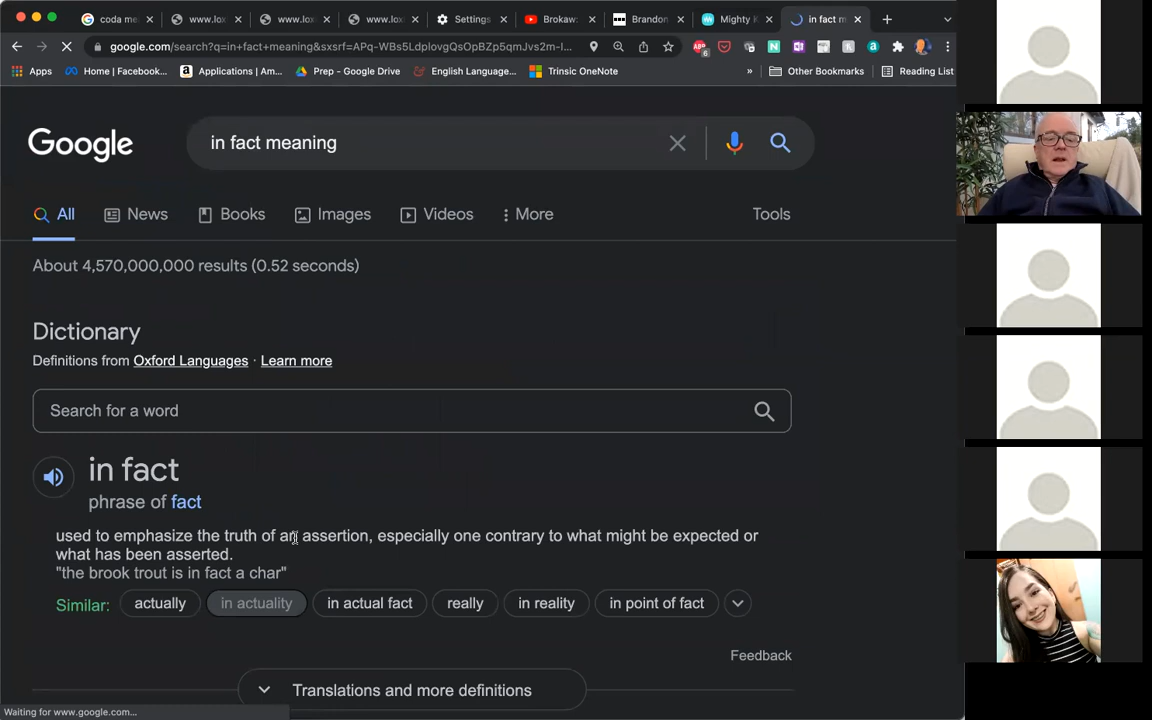 coda me
www.lox
www.lox
www.lox
Settings
Brokaw:
Brandon
Mighty K
in fact m
google.com/search?q=in+fact+meaning&sxsrf=APq-WBs5LdplovgQsOpBZp5qmJvs2m-I...
6
Apps
Home | Facebook...
Applications | Am...
Prep - Google Drive
English Language...
Trinsic OneNote
»
Other Bookmarks
Reading List
Google
in fact meaning
All
News
Books
Images
Videos
More
Tools
About 4,570,000,000 results (0.52 seconds)
Dictionary
Definitions from Oxford Languages · Learn more
Search for a word
in fact
phrase of fact
used to emphasize the truth of an assertion, especially one contrary to what might be expected or
what has been asserted.
"the brook trout is in fact a char"
Similar:
actually
in actuality
in actual fact
really
in reality
in point of fact
Feedback
Translations and more definitions
Waiting for www.google.com...